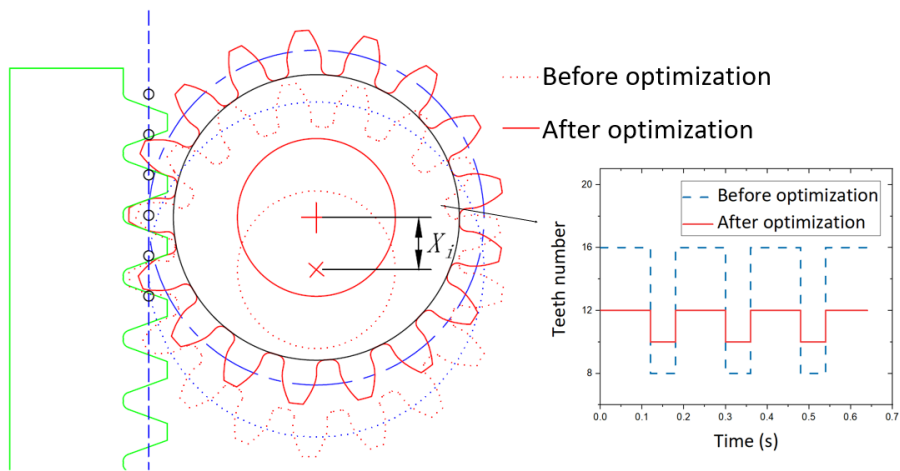 Before optimization
After optimization
X_i
Before optimization
After optimization
Teeth number
20
16
12
8
0.0 0.1 0.2 0.3 0.4 0.5 0.6 0.7
Time (s)